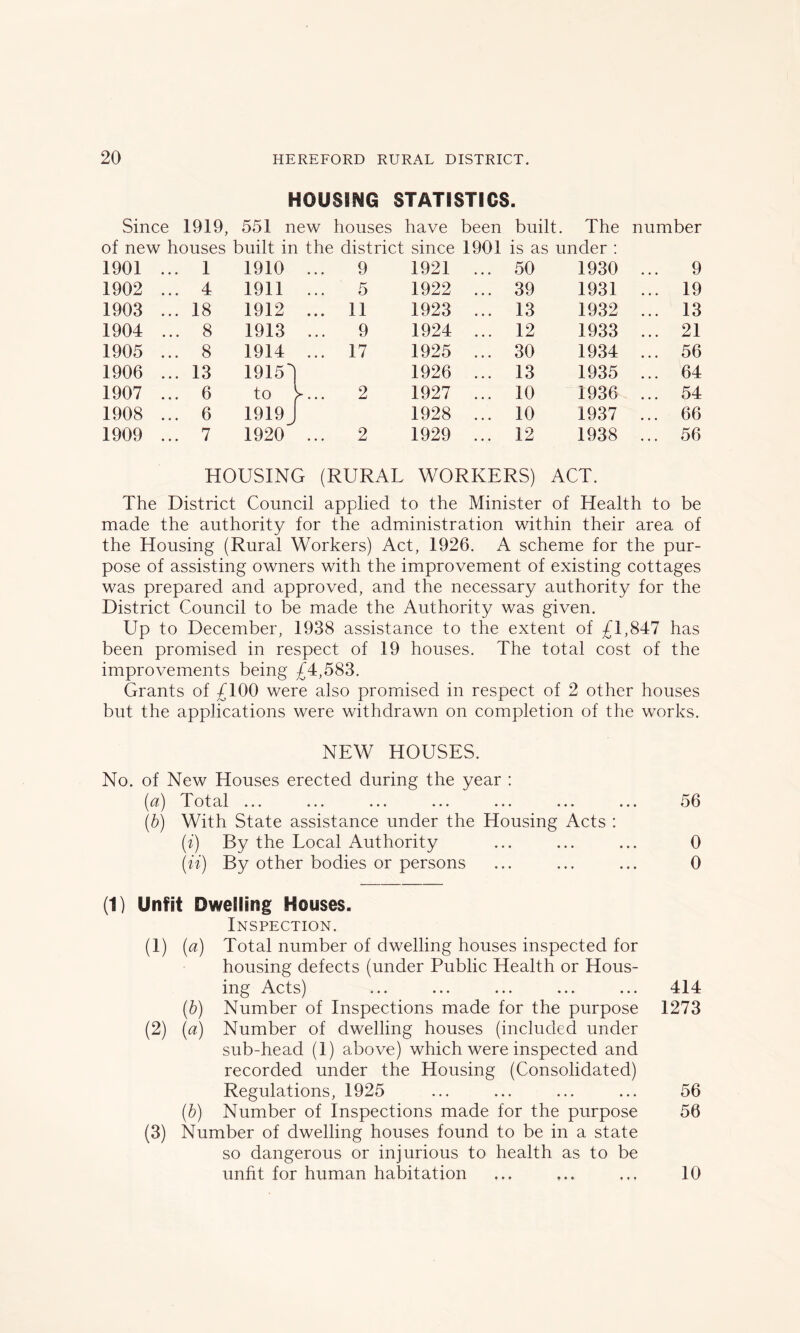 20 HEREFORD RURAL DISTRICT.
HOUSING STATISTICS.
Since 1919, 551 new houses have been built. The number
of new houses built in the district since 1901 is as under :
1901 ... 1 1910 ... 9 1921 ... 50 1930 ... 9
1902 ... 4 1911 ... 5 1922 ... 39 1931 ... 19
1903 ... 18 1912 ... 11 1923 ... 13 1932 ... 13
1904 ... 8 1913 ... 9 1924 ... 12 1933 ... 21
1905 ... 8 1914 ... 17 1925 ... 30 1934 ... 56
1906 ... 13 1915 } 1926 ... 13 1935 ... 64
1907 ... 6 to } ... 2 1927 ... 10 1936 ... 54
1908 ... 6 1919 } 1928 ... 10 1937 ... 66
1909 ... 7 1920 ... 2 1929 ... 12 1938 ... 56
HOUSING (RURAL WORKERS) ACT.
The District Council applied to the Minister of Health to be
made the authority for the administration within their area of
the Housing (Rural Workers) Act, 1926. A scheme for the pur-
pose of assisting owners with the improvement of existing cottages
was prepared and approved, and the necessary authority for the
District Council to be made the Authority was given.
Up to December, 1938 assistance to the extent of £1,847 has
been promised in respect of 19 houses. The total cost of the
improvements being £4,583.
Grants of £100 were also promised in respect of 2 other houses
but the applications were withdrawn on completion of the works.
NEW HOUSES.
No. of New Houses erected during the year :
(a) Total ... ... ... ... ... ... ... 56
(b) With State assistance under the Housing Acts :
(i) By the Local Authority ... ... ... 0
(ii) By other bodies or persons ... ... ... 0
(1) Unfit Dwelling Houses.
INSPECTION.
(1) (a) Total number of dwelling houses inspected for
housing defects (under Public Health or Hous-
ing Acts) ... ... ... ... ... 414
(b) Number of Inspections made for the purpose 1273
(2) (a) Number of dwelling houses (included under
sub-head (1) above) which were inspected and
recorded under the Housing (Consolidated)
Regulations, 1925 ... ... ... ... 56
(b) Number of Inspections made for the purpose 56
(3) Number of dwelling houses found to be in a state
so dangerous or injurious to health as to be
unfit for human habitation ... ... ... 10